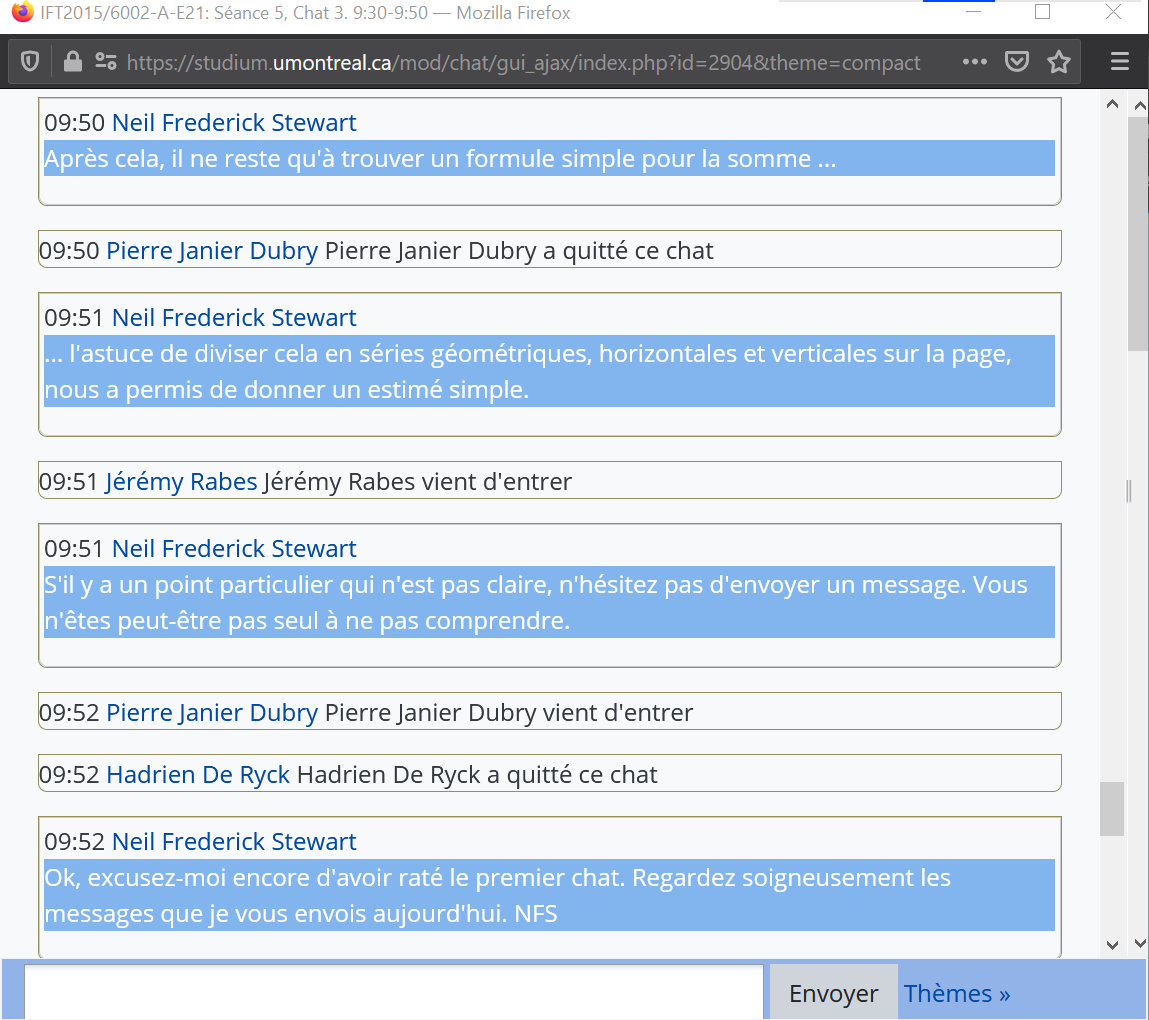 IFT2015/6002-A-E21: Séance 5, Chat 3. 9:30-9:50 — Mozilla Firefox
https://studium.umontreal.ca/mod/chat/gui_ajax/index.php?id=2904&theme=compact
09:50 Neil Frederick Stewart
Après cela, il ne reste qu'à trouver un formule simple pour la somme ...
09:50 Pierre Janier Dubry Pierre Janier Dubry a quitté ce chat
09:51 Neil Frederick Stewart
... l'astuce de diviser cela en séries géométriques, horizontales et verticales sur la page,
nous a permis de donner un estimé simple.
09:51 Jérémy Rabes Jérémy Rabes vient d'entrer
09:51 Neil Frederick Stewart
S'il y a un point particulier qui n'est pas claire, n'hésitez pas d'envoyer un message. Vous
n'êtes peut-être pas seul à ne pas comprendre.
09:52 Pierre Janier Dubry Pierre Janier Dubry vient d'entrer
09:52 Hadrien De Ryck Hadrien De Ryck a quitté ce chat
09:52 Neil Frederick Stewart
Ok, excusez-moi encore d'avoir raté le premier chat. Regardez soigneusement les
messages que je vous envois aujourd'hui. NFS
Envoyer Thèmes »